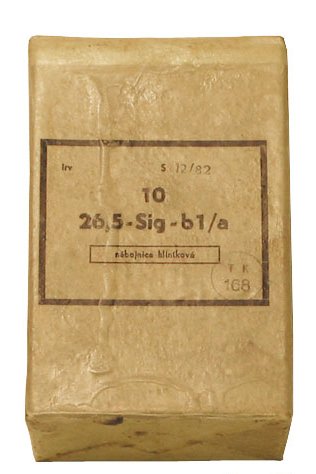 lrv S 12/82
10
26,5-Sig-b1/a
nábojnice hliníková
T K
168